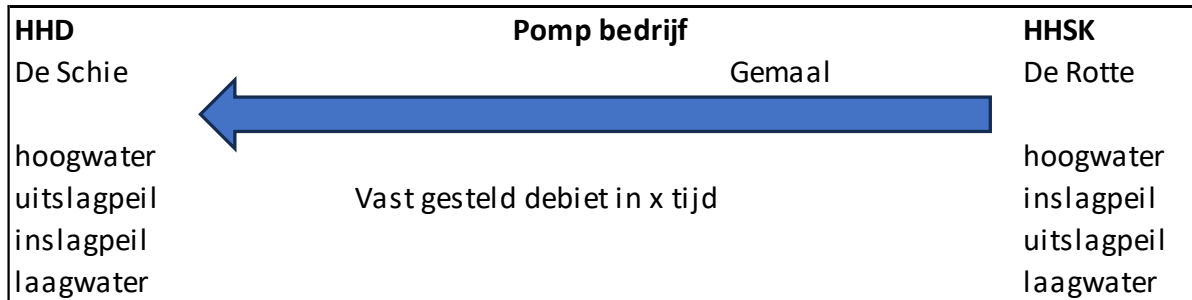 HHD Pomp bedrijf HHSK
De Schie Gemaal De Rotte
hoogwater hoogwater
uitslagpeil Vast gesteld debiet in x tijd inslagpeil
inslagpeil uitslagpeil
laagwater laagwater